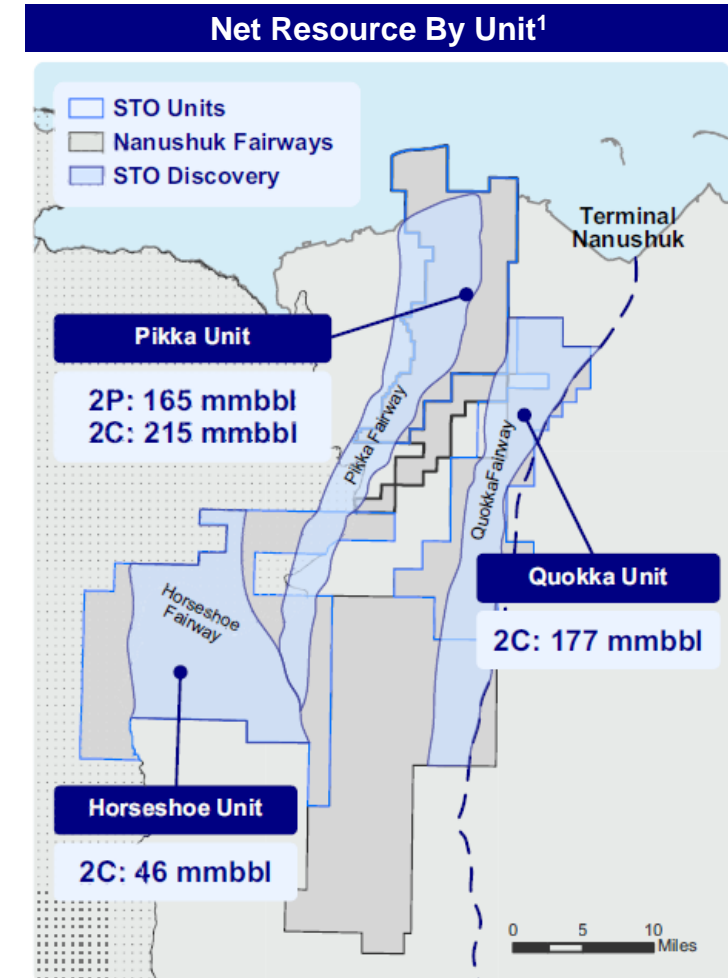 Net Resource By Unit1
STO Units
Nanushuk Fairways
STO Discovery
Terminal
Nanushuk
Pikka Unit
2P: 165 mmbbl
2C: 215 mmbbl
Pikka Fairway
QuokkaFairway
Quokka Unit
2C: 177 mmbbl
Horseshoe
Fairway
Horseshoe Unit
2C: 46 mmbbl
0 5 10
Miles